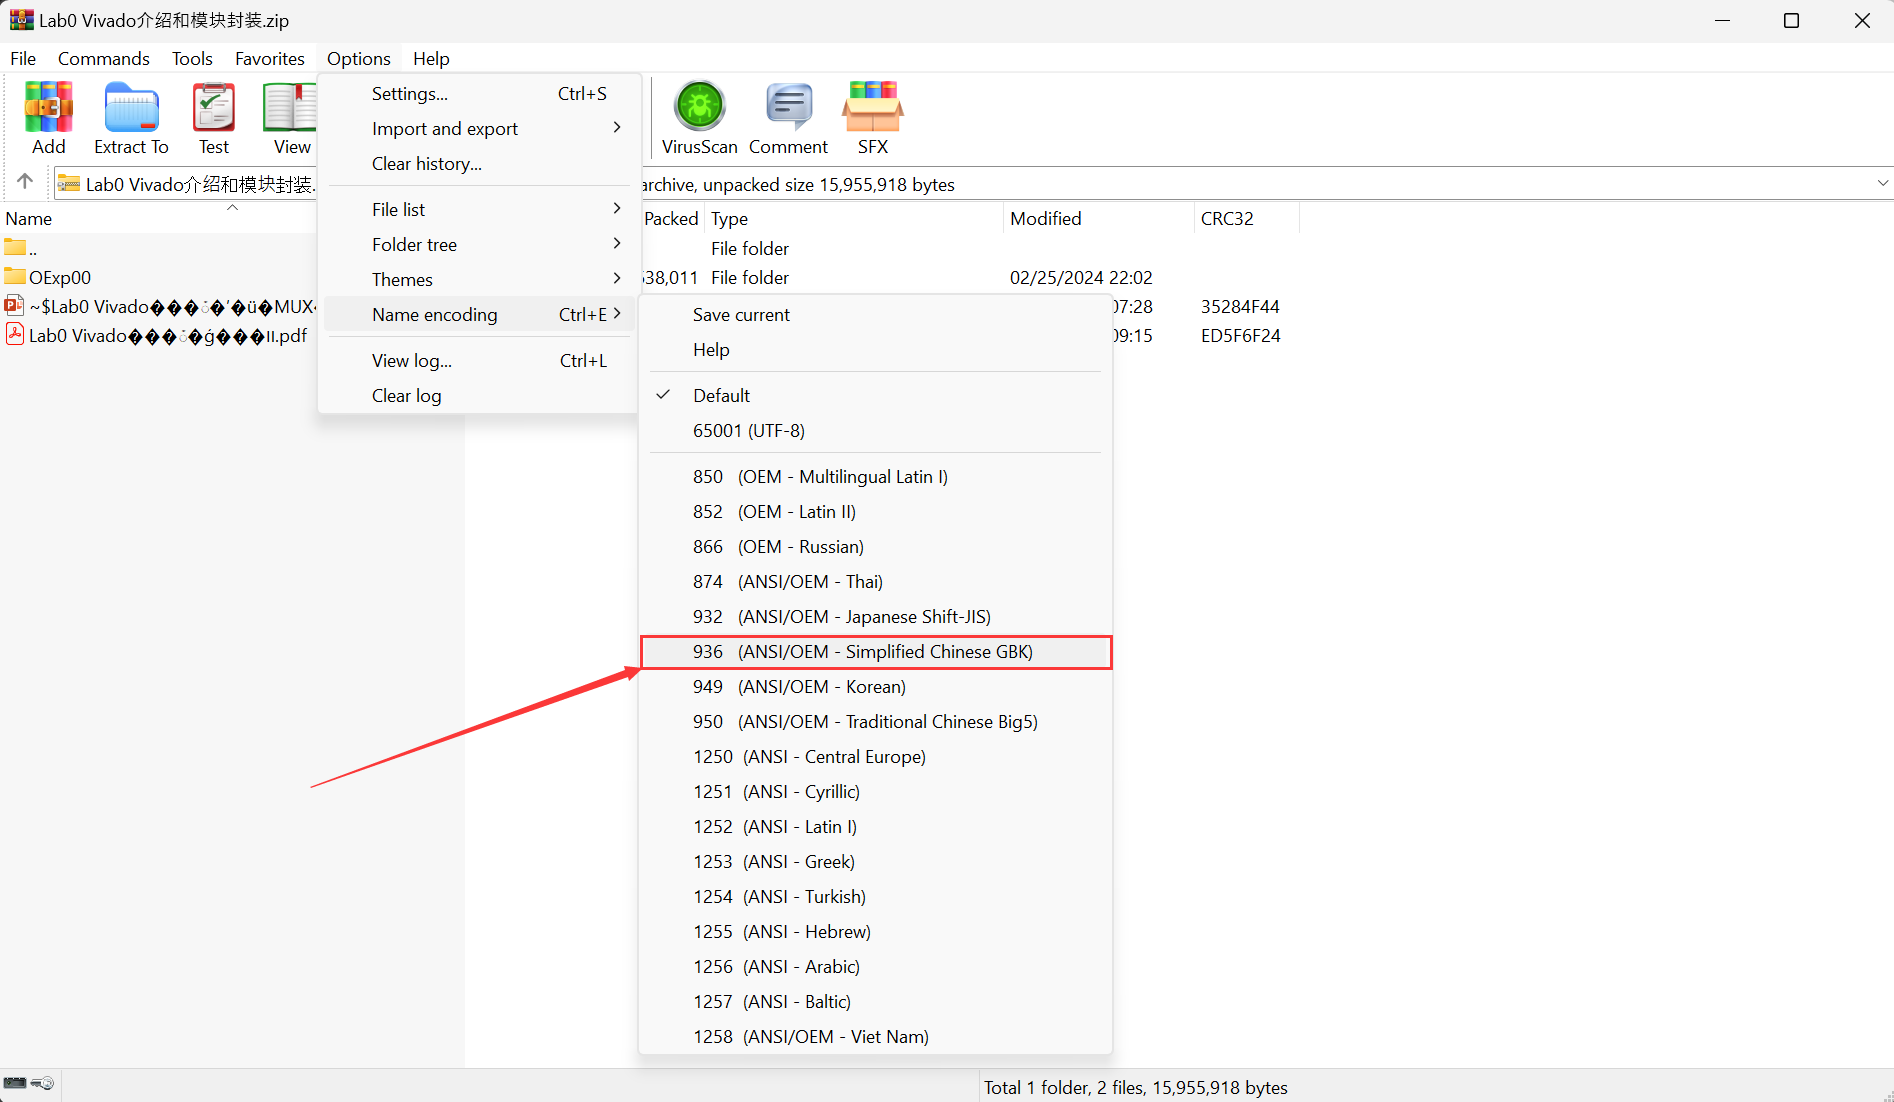 Lab0 Vivado介绍和模块封装.zip
File Commands Tools Favorites Options Help
Add Extract To Test View VirusScan Comment SFX
Lab0 Vivado介绍和模块封装. archive, unpacked size 15,955,918 bytes
Name Packed Type Modified CRC32
.. File folder
OExp00 38,011 File folder 02/25/2024 22:02
~$Lab0 Vivado MUX 07:28 35284F44
Lab0 Vivado .pdf 09:15 ED5F6F24
Settings... Ctrl+S
Import and export
Clear history...
File list
Folder tree
Themes
Name encoding Ctrl+E
View log... Ctrl+L
Clear log
Save current
Help
Default
65001 (UTF-8)
850 (OEM - Multilingual Latin I)
852 (OEM - Latin II)
866 (OEM - Russian)
874 (ANSI/OEM - Thai)
932 (ANSI/OEM - Japanese Shift-JIS)
936 (ANSI/OEM - Simplified Chinese GBK)
949 (ANSI/OEM - Korean)
950 (ANSI/OEM - Traditional Chinese Big5)
1250 (ANSI - Central Europe)
1251 (ANSI - Cyrillic)
1252 (ANSI - Latin I)
1253 (ANSI - Greek)
1254 (ANSI - Turkish)
1255 (ANSI - Hebrew)
1256 (ANSI - Arabic)
1257 (ANSI - Baltic)
1258 (ANSI/OEM - Viet Nam)
Total 1 folder, 2 files, 15,955,918 bytes